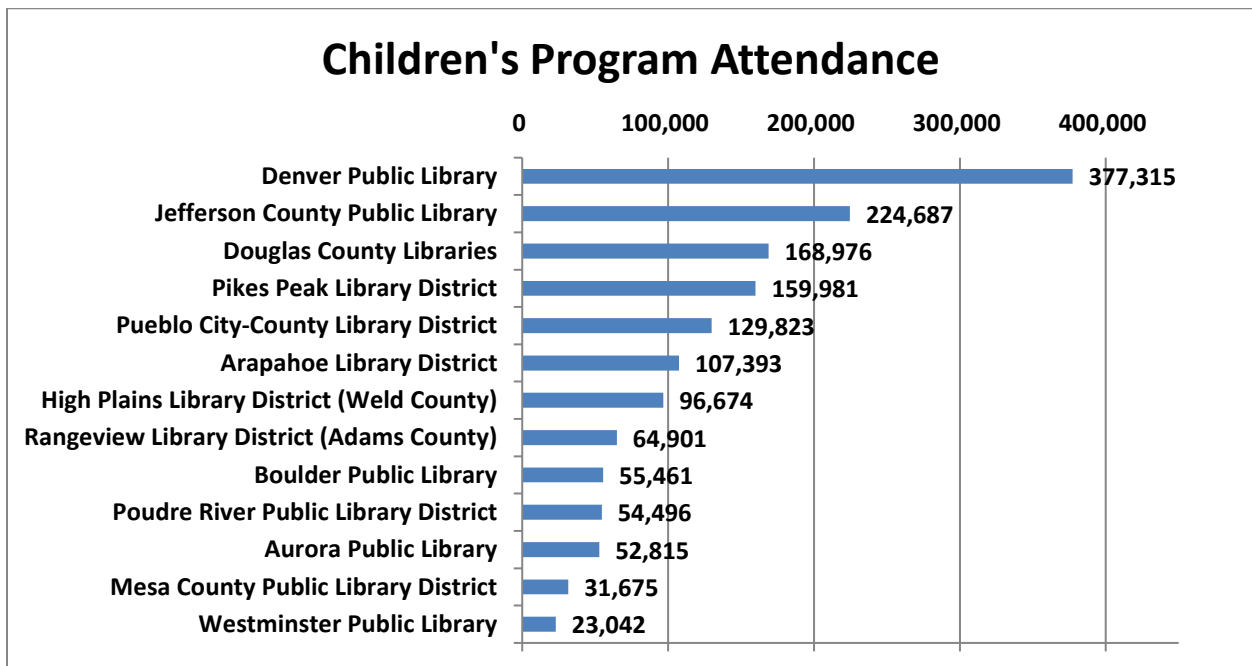 Children's Program Attendance
0 100,000 200,000 300,000 400,000
Denver Public Library 377,315
Jefferson County Public Library 224,687
Douglas County Libraries 168,976
Pikes Peak Library District 159,981
Pueblo City-County Library District 129,823
Arapahoe Library District 107,393
High Plains Library District (Weld County) 96,674
Rangeview Library District (Adams County) 64,901
Boulder Public Library 55,461
Poudre River Public Library District 54,496
Aurora Public Library 52,815
Mesa County Public Library District 31,675
Westminster Public Library 23,042